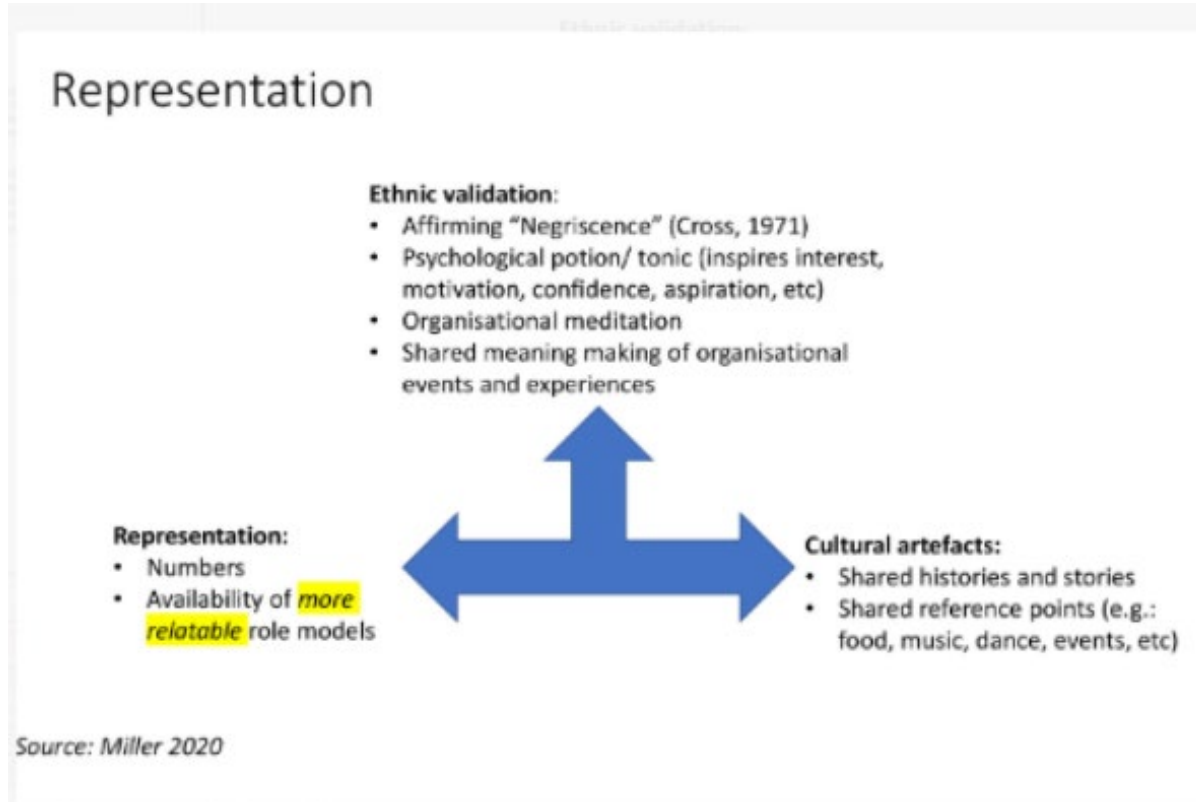 Representation
Ethnic validation:
• Affirming “Negriscence” (Cross, 1971)
• Psychological potion/ tonic (inspires interest,
motivation, confidence, aspiration, etc)
• Organisational meditation
• Shared meaning making of organisational
events and experiences
Representation:
• Numbers
• Availability of more
relatable role models
Cultural artefacts:
• Shared histories and stories
• Shared reference points (e.g.:
food, music, dance, events, etc)
Source: Miller 2020